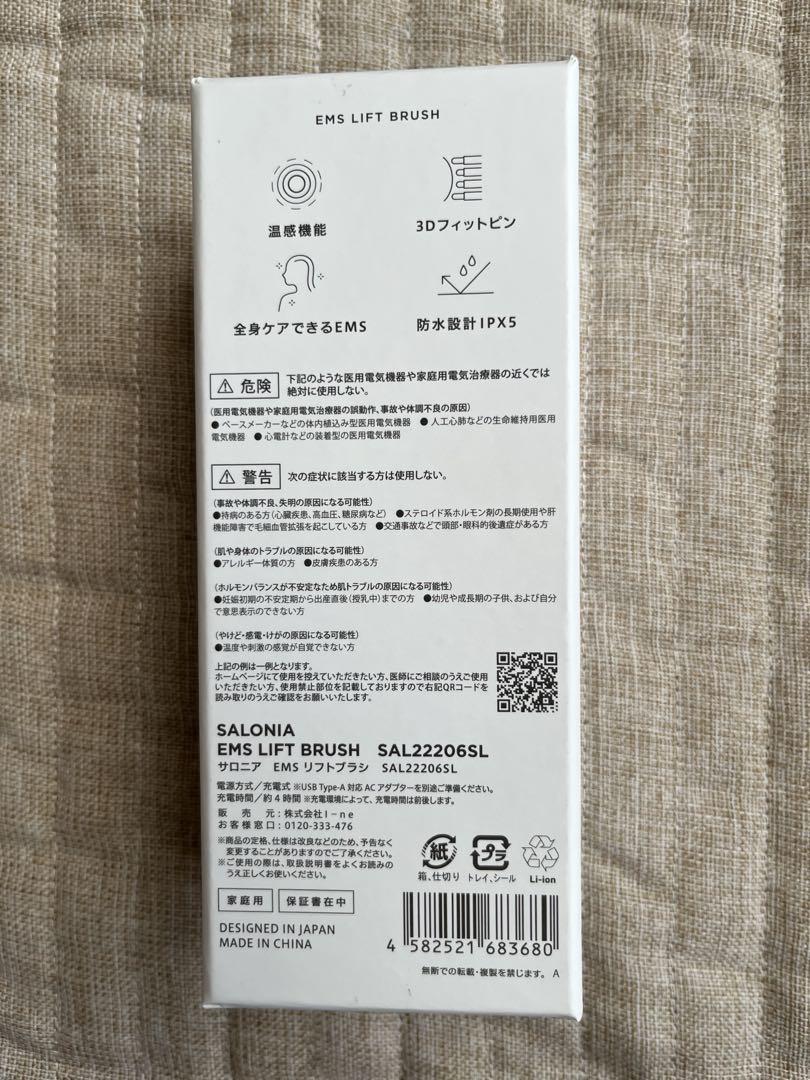 EMS LIFT BRUSH
温感機能
3Dフィットピン
全身ケアできるEMS
防水設計IPX5
危険
下記のような医用電気機器や家庭用電気治療器の近くでは
絶対に使用しない。
(医用電気機器や家庭用電気治療器の誤動作、事故や体調不良の原因)
●ペースメーカーなどの体内植込み型医用電気機器 ●人工心肺などの生命維持用医用
電気機器 ●心電計などの装着型の医用電気機器
警告
次の症状に該当する方は使用しない。
(事故や体調不良、失明の原因になる可能性)
●持病のある方(心臓疾患、高血圧、糖尿病など) ●ステロイド系ホルモン剤の長期使用や肝
機能障害で毛細血管拡張を起こしている方 ●交通事故などで頭部・眼科的後遺症がある方
(肌や身体のトラブルの原因になる可能性)
●アレルギー体質の方 ●皮膚疾患のある方
(ホルモンバランスが不安定なため肌トラブルの原因になる可能性)
●妊娠初期の不安定期から出産直後(授乳中)までの方 ●幼児や成長期の子供、および自分
で意思表示のできない方
(やけど・感電・けがの原因になる可能性)
●温度や刺激の感覚が自覚できない方
上記の例は一例となります。
ホームページにて使用を控えていただきたい方、医師にご相談のうえご使用
いただきたい方、使用禁止部位を記載しておりますので右記QRコードを
読み取りのうえご確認をお願いいたします。
SALONIA
EMS LIFT BRUSH SAL22206SL
サロニア EMS リフトブラシ SAL22206SL
電源方式/充電式 ※USB Type-A 対応 AC アダプターを別途ご準備ください。
充電時間/約4時間 ※充電環境によって、充電時間は前後します。
販売元:株式会社I-ne
お客様窓口:0120-333-476
※商品の定格、仕様は改良などのため、予告なく
変更することがありますのでご了承ください。
※ご使用の際は、取扱説明書をよくお読みの
うえ正しくお使いください。
紙
箱、仕切り
プラ
トレイ、シール
Li-ion
家庭用
保証書在中
DESIGNED IN JAPAN
MADE IN CHINA
4 582521 683680
無断での転載・複製を禁じます。 A